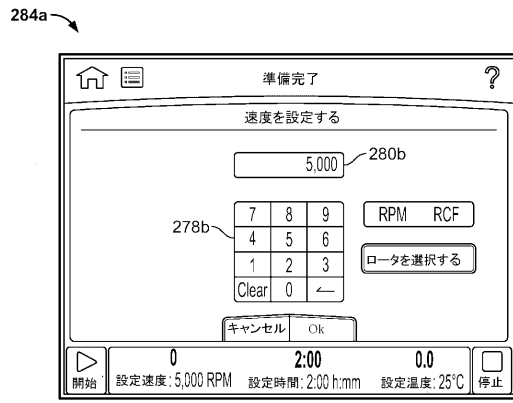 284a
準備完了
?
速度を設定する
5,000
280b
278b
7 8 9
4 5 6
1 2 3
Clear 0 ←
RPM RCF
ロータを選択する
キャンセル Ok
開始
0
設定速度: 5,000 RPM
2:00
設定時間: 2:00 h:mm
0.0
設定温度: 25°C
停止